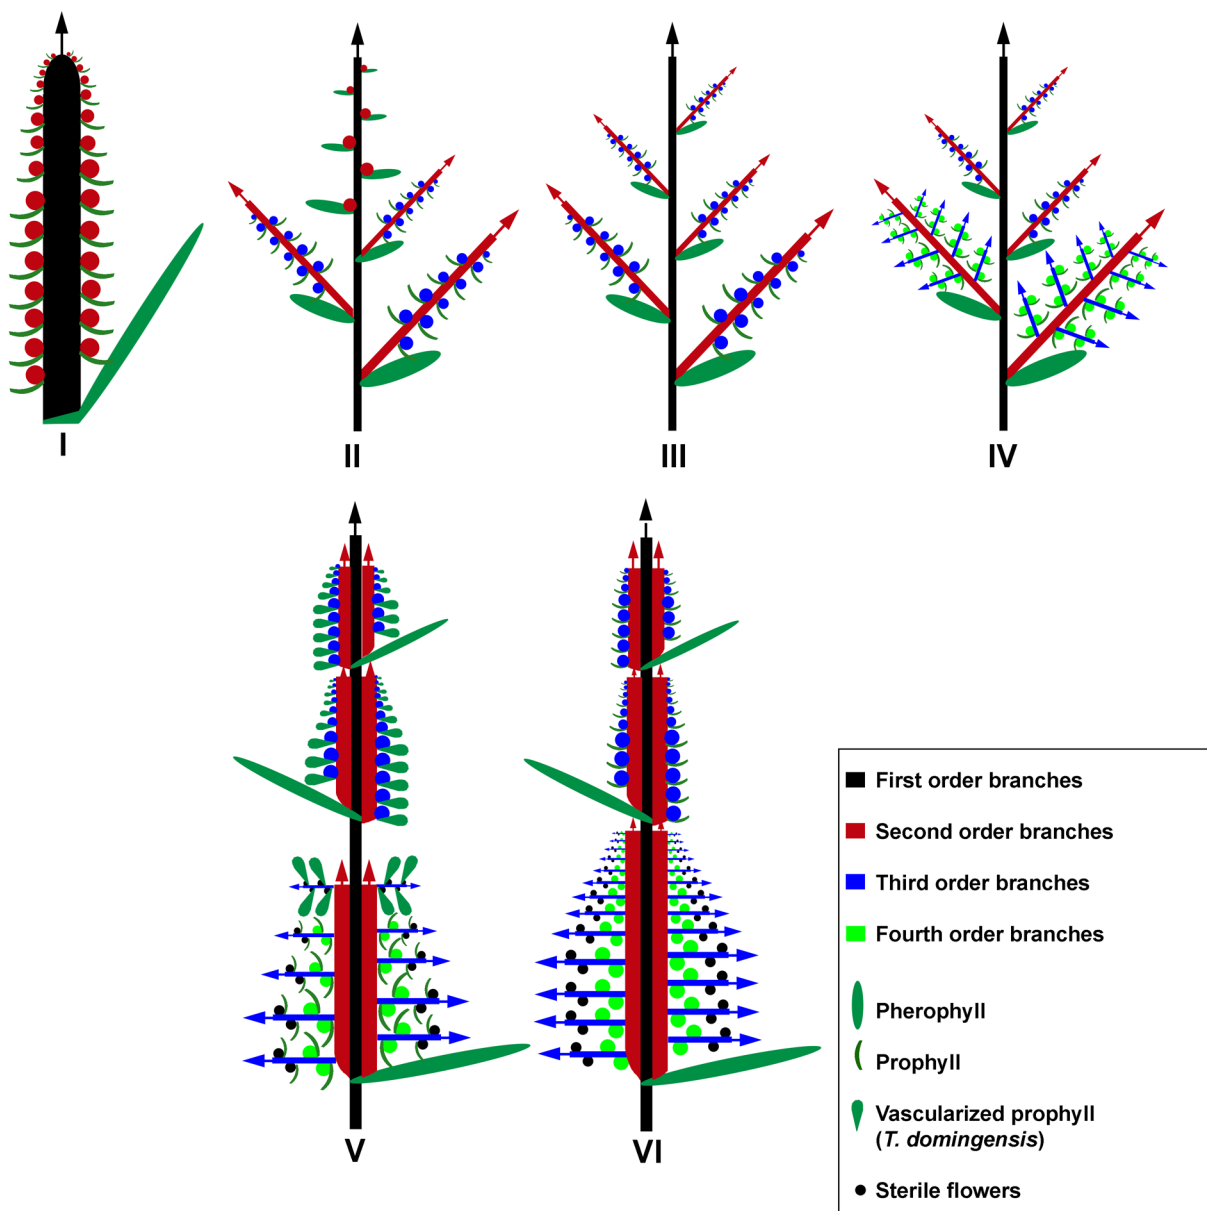 I
II
III
IV
V
VI
First order branches
Second order branches
Third order branches
Fourth order branches
Pherophyll
Prophyll
Vascularized prophyll
(T. domingensis)
Sterile flowers